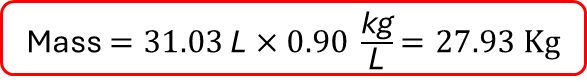 Mass = 31.03 L × 0.90 kg/L = 27.93 Kg